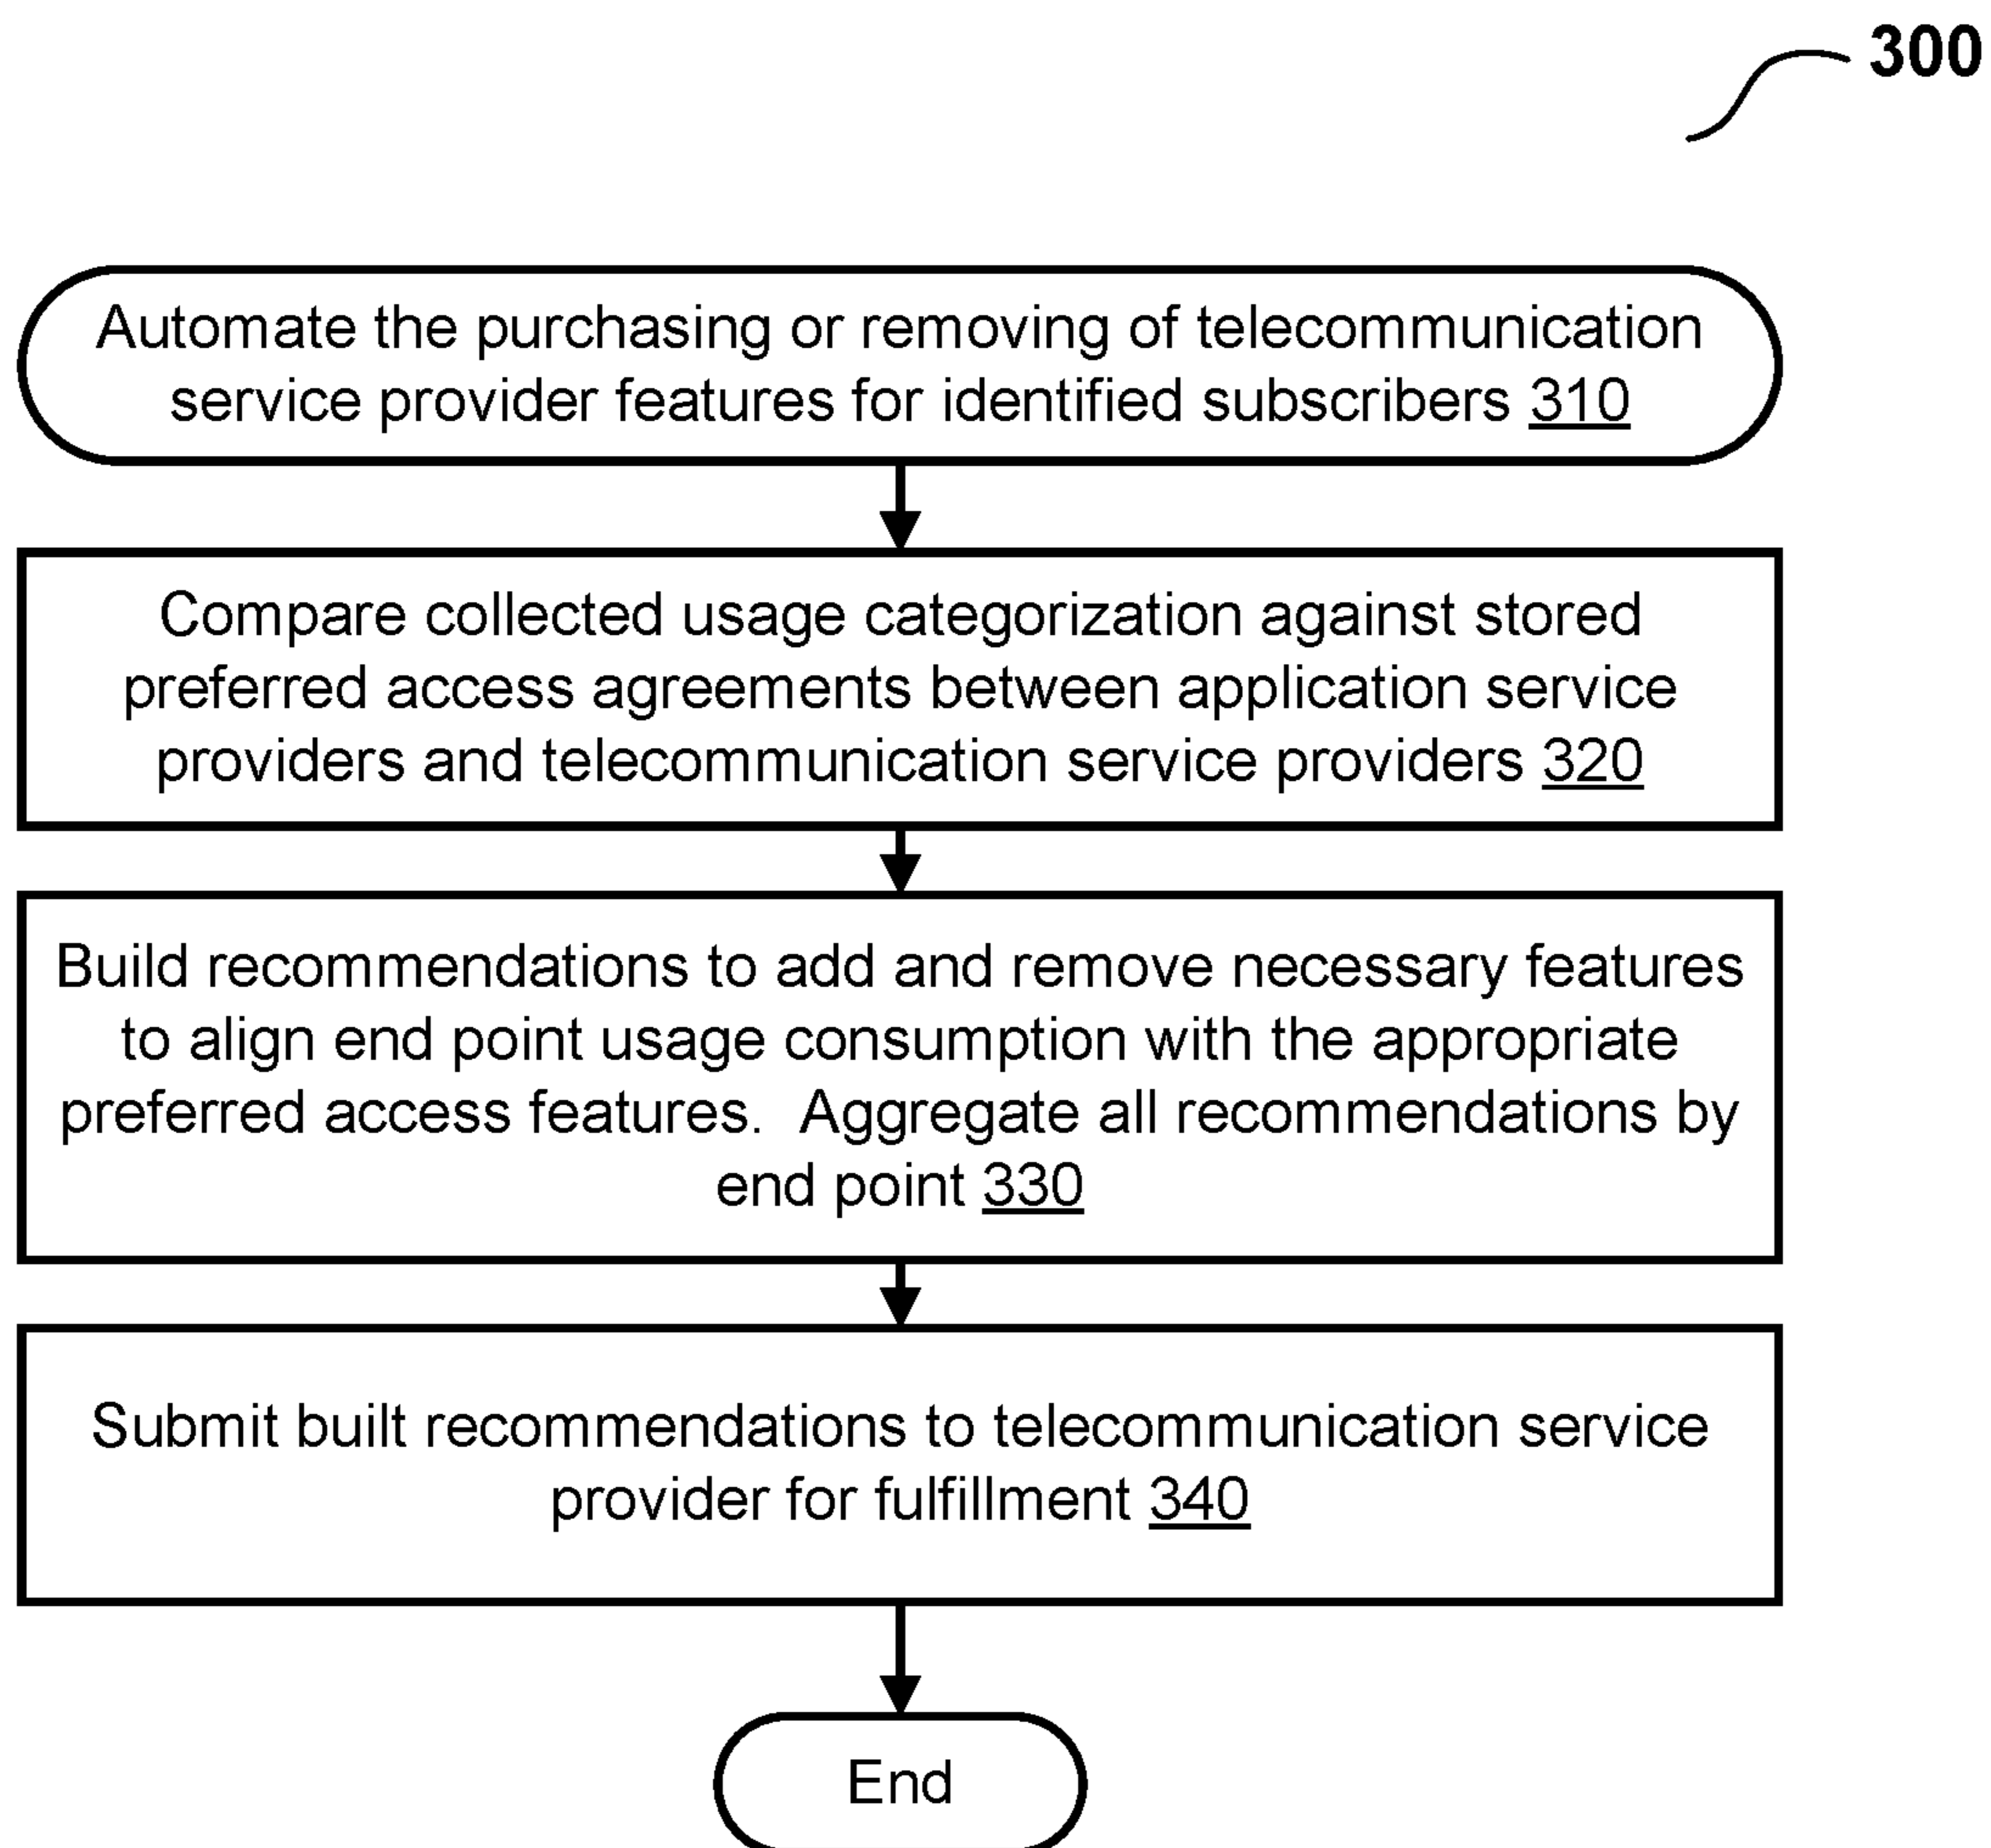 300
Automate the purchasing or removing of telecommunication
service provider features for identified subscribers 310
Compare collected usage categorization against stored
preferred access agreements between application service
providers and telecommunication service providers 320
Build recommendations to add and remove necessary features
to align end point usage consumption with the appropriate
preferred access features.  Aggregate all recommendations by
end point 330
Submit built recommendations to telecommunication service
provider for fulfillment 340
End